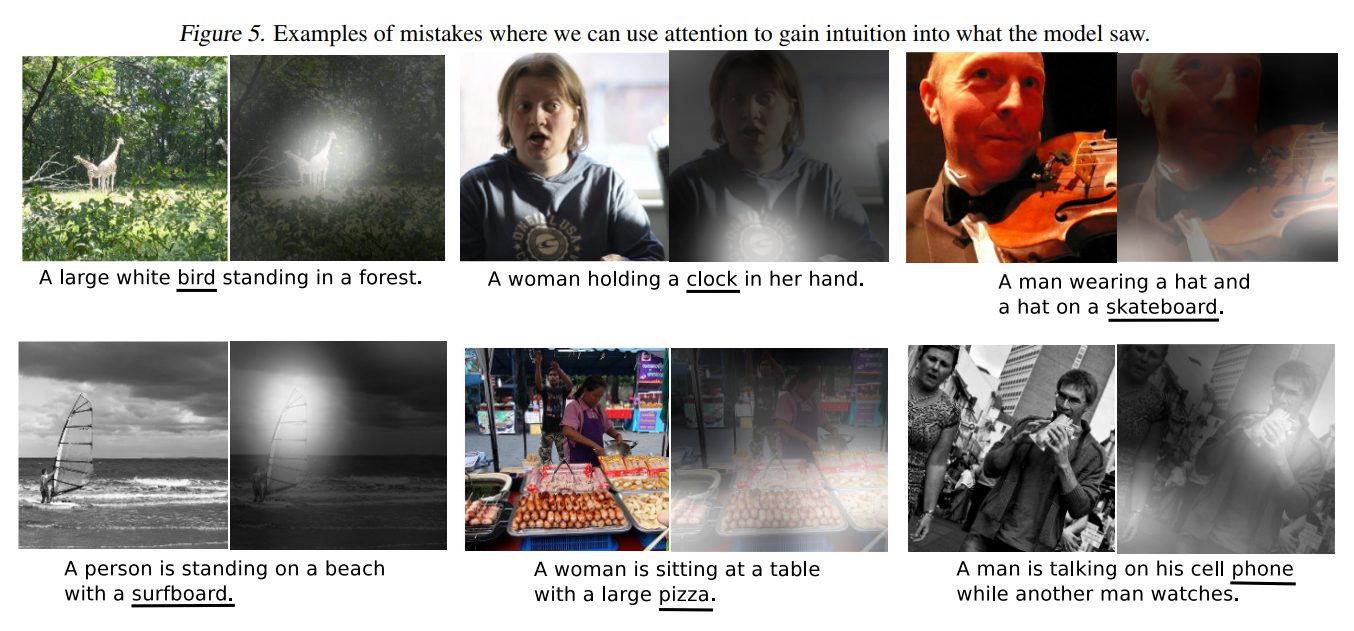 Figure 5. Examples of mistakes where we can use attention to gain intuition into what the model saw.
A large white bird standing in a forest.
A woman holding a clock in her hand.
A man wearing a hat and
a hat on a skateboard.
A person is standing on a beach
with a surfboard.
A woman is sitting at a table
with a large pizza.
A man is talking on his cell phone
while another man watches.